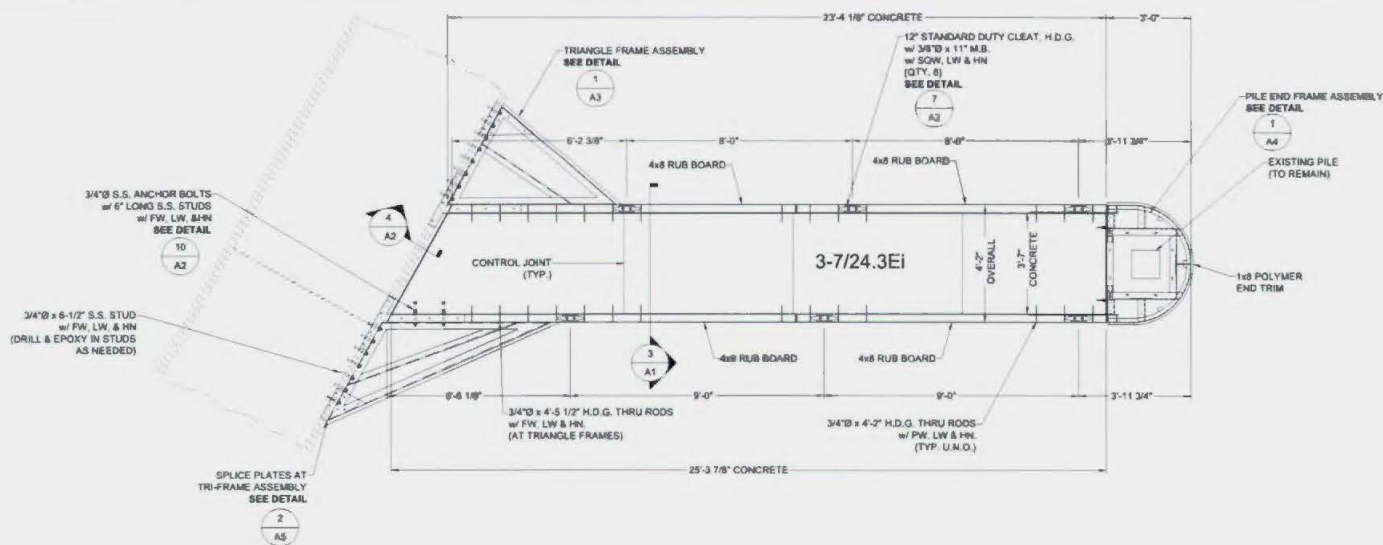 23'-4 1/8" CONCRETE
3'-0"
TRIANGLE FRAME ASSEMBLY
SEE DETAIL
1
A3
12" STANDARD DUTY CLEAT, H.D.G.
w/ 3/8"Ø x 11" M.B.
w/ SQW, LW & HN
(QTY. 6)
SEE DETAIL
7
A2
PILE END FRAME ASSEMBLY
SEE DETAIL
1
A4
EXISTING PILE
(TO REMAIN)
6'-2 3/8"
8'-0"
8'-0"
3'-11 3/4"
4x8 RUB BOARD
4x8 RUB BOARD
3/4"Ø S.S. ANCHOR BOLTS
w/ 6" LONG S.S. STUDS
w/ FW, LW, &HN
SEE DETAIL
10
A2
4
A2
CONTROL JOINT
(TYP.)
3-7/24.3Ei
4'-2"
OVERALL
3'-7"
CONCRETE
1x8 POLYMER
END TRIM
3/4"Ø x 6-1/2" S.S. STUD
w/ FW, LW, & HN
(DRILL & EPOXY IN STUDS
AS NEEDED)
3
A1
4x8 RUB BOARD
4x8 RUB BOARD
9'-0"
9'-0"
3'-11 3/4"
3/4"Ø x 4'-5 1/2" H.D.G. THRU RODS
w/ FW, LW & HN.
(AT TRIANGLE FRAMES)
3/4"Ø x 4'-2" H.D.G. THRU RODS
w/ PW, LW & HN.
(TYP. U.N.O.)
25'-3 7/8" CONCRETE
SPLICE PLATES AT
TRI-FRAME ASSEMBLY
SEE DETAIL
2
A5